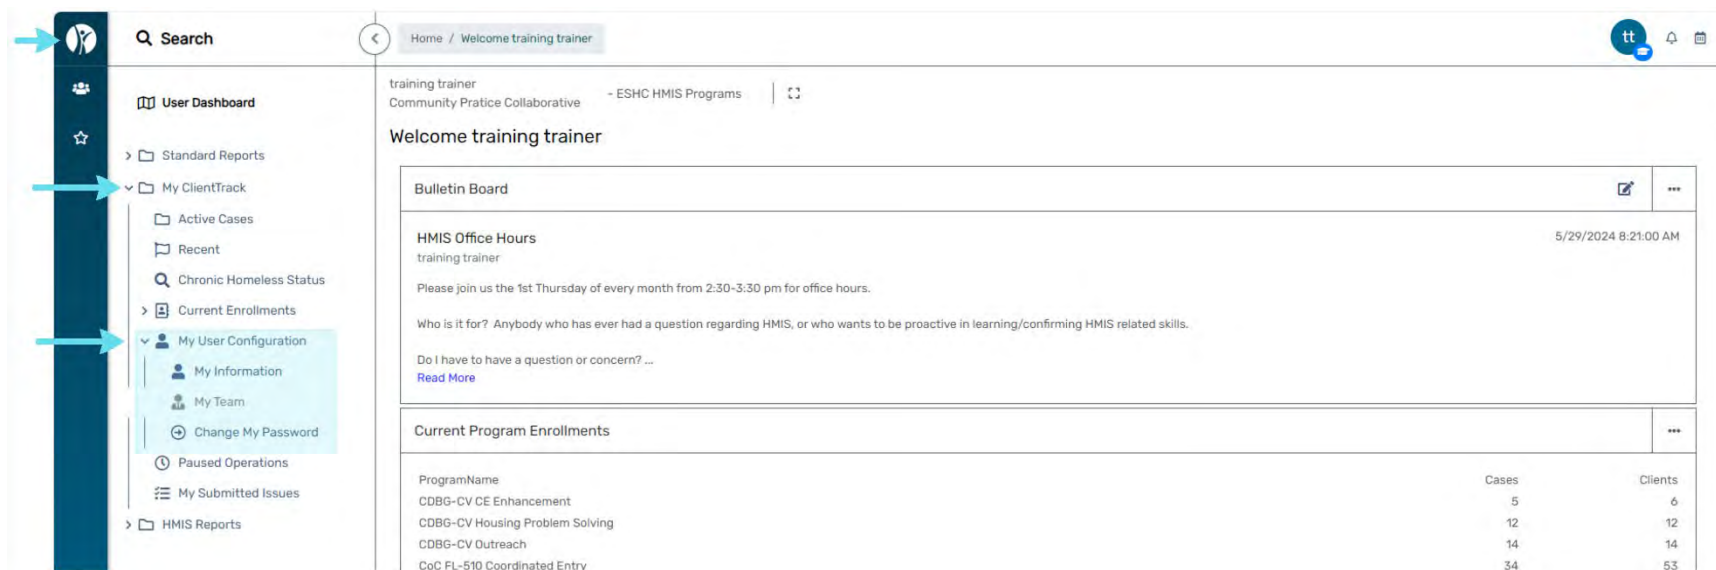 Search
Home / Welcome training trainer
tt
User Dashboard
Standard Reports
My ClientTrack
Active Cases
Recent
Chronic Homeless Status
Current Enrollments
My User Configuration
My Information
My Team
Change My Password
Paused Operations
My Submitted Issues
HMIS Reports
training trainer
Community Pratice Collaborative
- ESHC HMIS Programs
Welcome training trainer
Bulletin Board
HMIS Office Hours 5/29/2024 8:21:00 AM
training trainer
Please join us the 1st Thursday of every month from 2:30-3:30 pm for office hours.
Who is it for? Anybody who has ever had a question regarding HMIS, or who wants to be proactive in learning/confirming HMIS related skills.
Do I have to have a question or concern? ...
Read More
Current Program Enrollments
ProgramName Cases Clients
CDBG-CV CE Enhancement 5 6
CDBG-CV Housing Problem Solving 12 12
CDBG-CV Outreach 14 14
CoC FL-510 Coordinated Entry 34 53